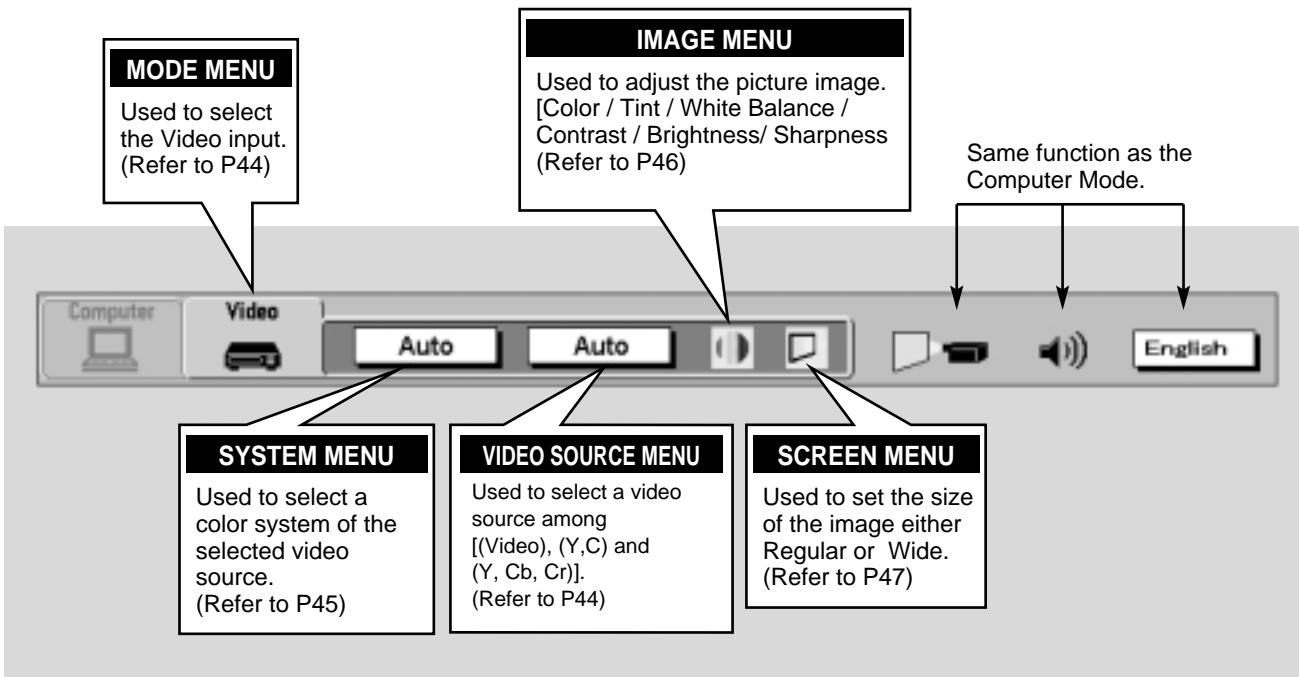 MODE MENU
Used to select
the Video input.
(Refer to P44)
IMAGE MENU
Used to adjust the picture image.
[Color / Tint / White Balance /
Contrast / Brightness/ Sharpness
(Refer to P46)
Same function as the
Computer Mode.
Computer
Video
Auto
Auto
English
SYSTEM MENU
Used to select a
color system of the
selected video
source.
(Refer to P45)
VIDEO SOURCE MENU
Used to select a video
source among
[(Video), (Y,C) and
(Y, Cb, Cr)].
(Refer to P44)
SCREEN MENU
Used to set the size
of the image either
Regular or Wide.
(Refer to P47)